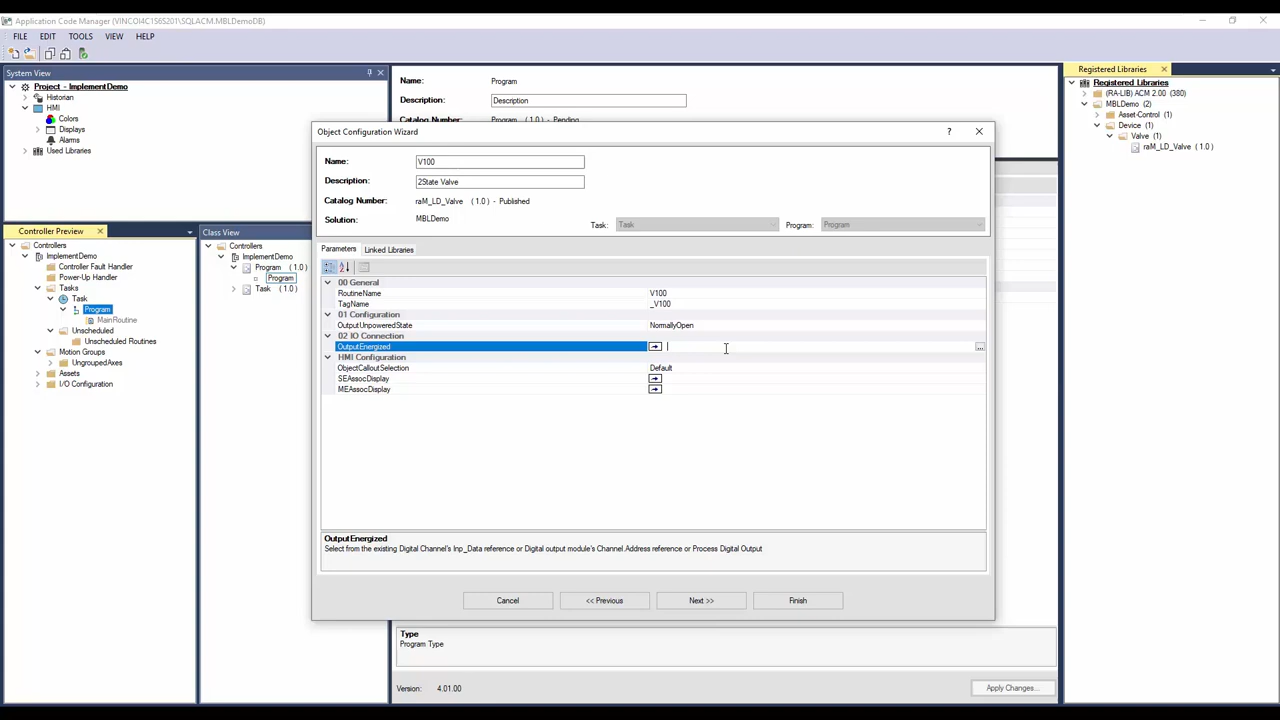 Application Code Manager (VINCOI4C1S6S201\SQLACM.MBLDemoDB)
FILE EDIT TOOLS VIEW HELP
System View
Project - ImplementDemo
Historian
HMI
Colors
Displays
Alarms
Used Libraries
Controller Preview
Controllers
ImplementDemo
Controller Fault Handler
Power-Up Handler
Tasks
Task
Program
MainRoutine
Unscheduled
Unscheduled Routines
Motion Groups
UngroupedAxes
Assets
I/O Configuration
Class View
Controllers
ImplementDemo
Program (1.0)
Program
Task (1.0)
Name: Program
Description: Description
Catalog Number: Program (1.0) - Pending
Object Configuration Wizard ?
Name: V100
Description: 2State Valve
Catalog Number: raM_LD_Valve (1.0) - Published
Solution: MBLDemo
Task: Task Program: Program
Parameters Linked Libraries
00 General
RoutineName V100
TagName _V100
01 Configuration
OutputUnpoweredState NormallyOpen
02 IO Connection
OutputEnergized ...
HMI Configuration
ObjectCalloutSelection Default
SEAssocDisplay
MEAssocDisplay
OutputEnergized
Select from the existing Digital Channel's Inp_Data reference or Digital output module's Channel.Address reference or Process Digital Output
Cancel << Previous Next >> Finish
Type
Program Type
Version: 4.01.00 Apply Changes...
Registered Libraries
Registered Libraries
(RA-LIB) ACM 2.00 (380)
MBLDemo (2)
Asset-Control (1)
Device (1)
Valve (1)
raM_LD_Valve (1.0)